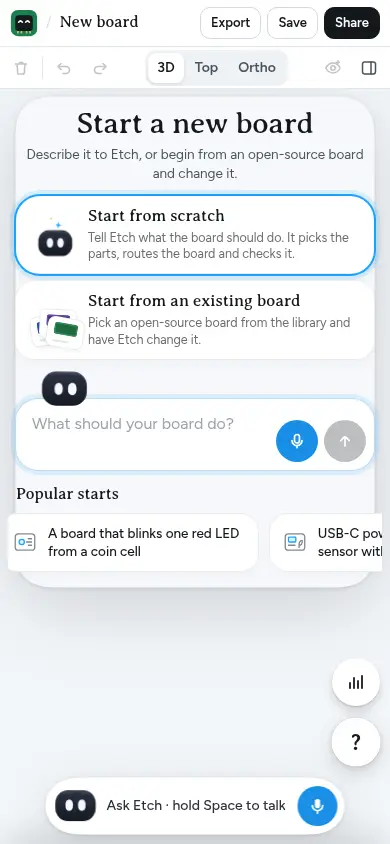 / New board Export Save Share
3D Top Ortho
Start a new board
Describe it to Etch, or begin from an open-source board
and change it.
Start from scratch
Tell Etch what the board should do. It picks the
parts, routes the board and checks it.
Start from an existing board
Pick an open-source board from the library and
have Etch change it.
What should your board do?
Popular starts
A board that blinks one red LED
from a coin cell
USB-C
sensor
?
Ask Etch · hold Space to talk